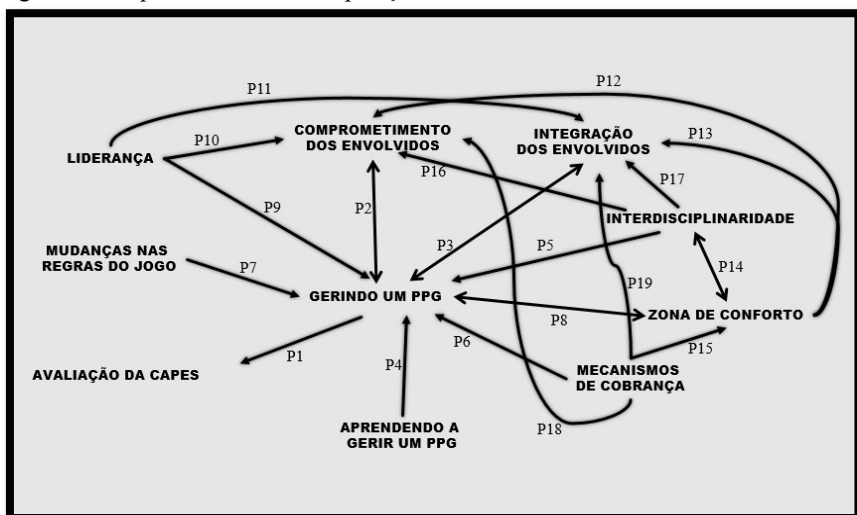 P11
P12
COMPROMETIMENTO
DOS ENVOLVIDOS
INTEGRAÇÃO
DOS ENVOLVIDOS
P10
P13
LIDERANÇA
P16
P17
P9
P2
INTERDISCIPLINARIDADE
MUDANÇAS NAS
REGRAS DO JOGO
P3
P5
P7
P14
P19
GERINDO UM PPG
P8
ZONA DE CONFORTO
P6
P15
P1
P4
AVALIAÇÃO DA CAPES
MECANISMOS
DE COBRANÇA
APRENDENDO A
GERIR UM PPG
P18